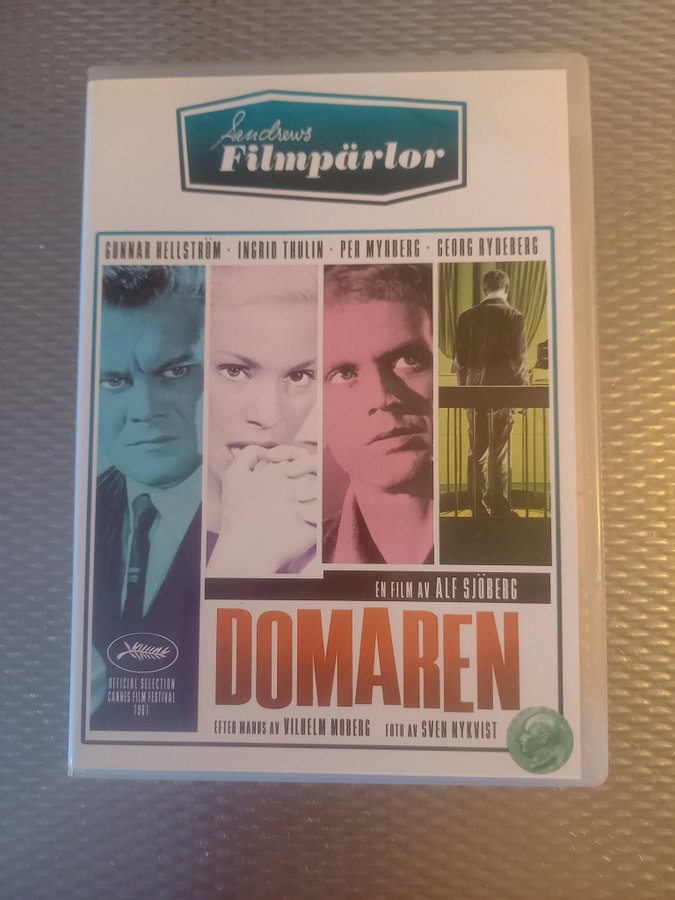 Sandrews
Filmpärlor
GUNNAR HELLSTRÖM · INGRID THULIN · PER MYRBERG · GEORG RYDEBERG
EN FILM AV ALF SJÖBERG
DOMAREN
OFFICIAL SELECTION
CANNES FILM FESTIVAL
1961
EFTER MANUS AV VILHELM MOBERG FOTO AV SVEN NYKVIST